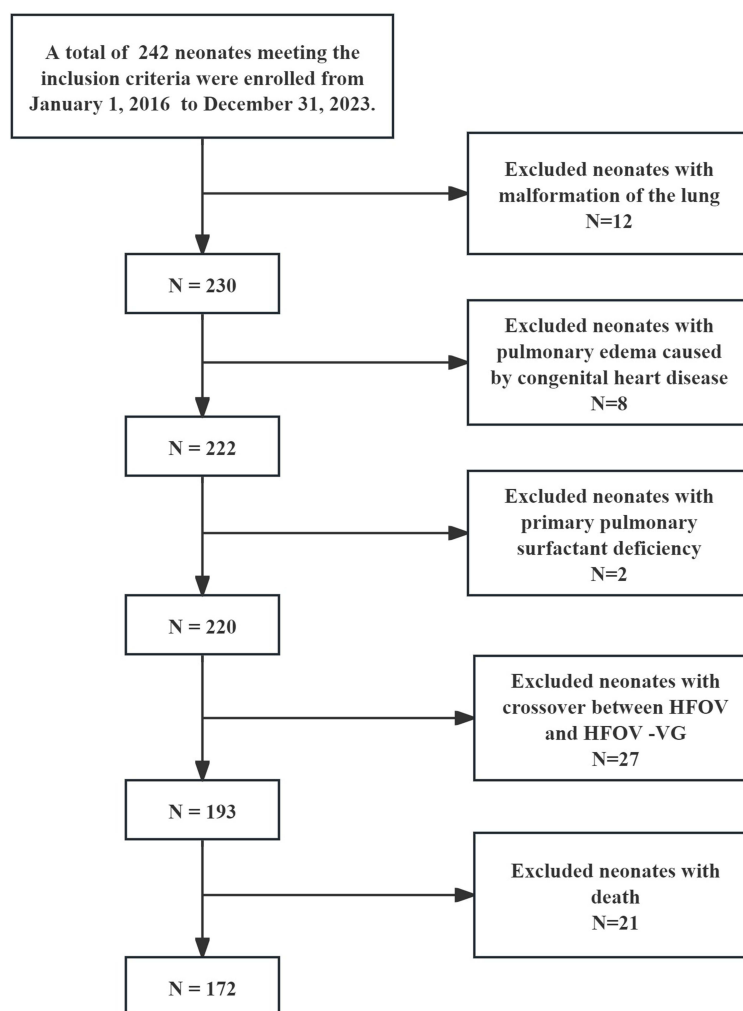 A total of 242 neonates meeting the
inclusion criteria were enrolled from
January 1, 2016 to December 31, 2023.
Excluded neonates with
malformation of the lung
N=12
N = 230
Excluded neonates with
pulmonary edema caused
by congenital heart disease
N=8
N = 222
Excluded neonates with
primary pulmonary
surfactant deficiency
N=2
N = 220
Excluded neonates with
crossover between HFOV
and HFOV -VG
N=27
N = 193
Excluded neonates with
death
N=21
N = 172